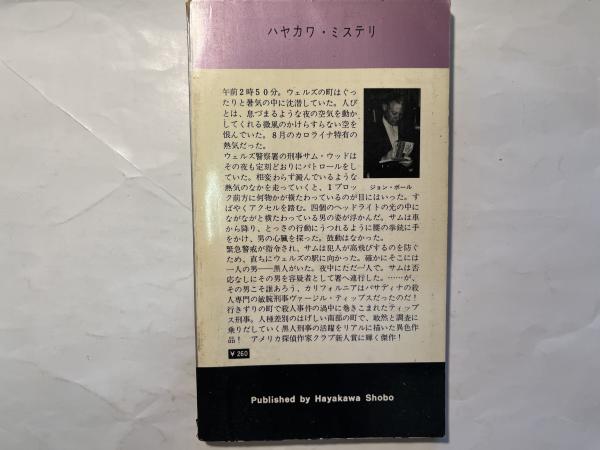 ハヤカワ・ミステリ
午前2時50分。ウェルズの町はぐっ
たりと暑気の中に沈潜していた。人び
とは、息づまるような夜の空気を動か
してくれる微風のかけらすらない空を
恨んでいた。8月のカロライナ特有の
熱気だった。
ウェルズ警察署の刑事サム・ウッドは
その夜も定刻どおりにパトロールをし
ていた。相変わらず澱んでいるような
熱気のなかを走っていくと、1ブロッ
ク前方に何物かが横たわっているのが目にはいった。す
ばやくアクセルを踏む。四個のヘッドライトの光の中に
ながながと横たわっている男の姿が浮かんだ。サムは車
から降り、とっさの行動にうつれるように腰の拳銃に手
をかけ、男の心臓を探った。鼓動はなかった。
緊急警戒が指令され、サムは犯人が高飛びするのを防ぐ
ため、直ちにウェルズの駅に向かった。確かにそこには
一人の男──黒人がいた。夜中にただ一人で。サムは否
応なしにその男を容疑者として署へ連行した。……が、
その男こそ誰あろう、カリフォルニアはパサディナの殺
人専門の敏腕刑事ヴァージル・ティッブスだったのだ！
行きずりの町で殺人事件の渦中に巻きこまれたティッブ
ス刑事。人種差別のはげしい南部の町で、敢然と調査に
乗りだしていく黒人刑事の活躍をリアルに描いた異色作
品！　アメリカ探偵作家クラブ新人賞に輝く傑作！
ジョン・ボール
¥260
Published by Hayakawa Shobo